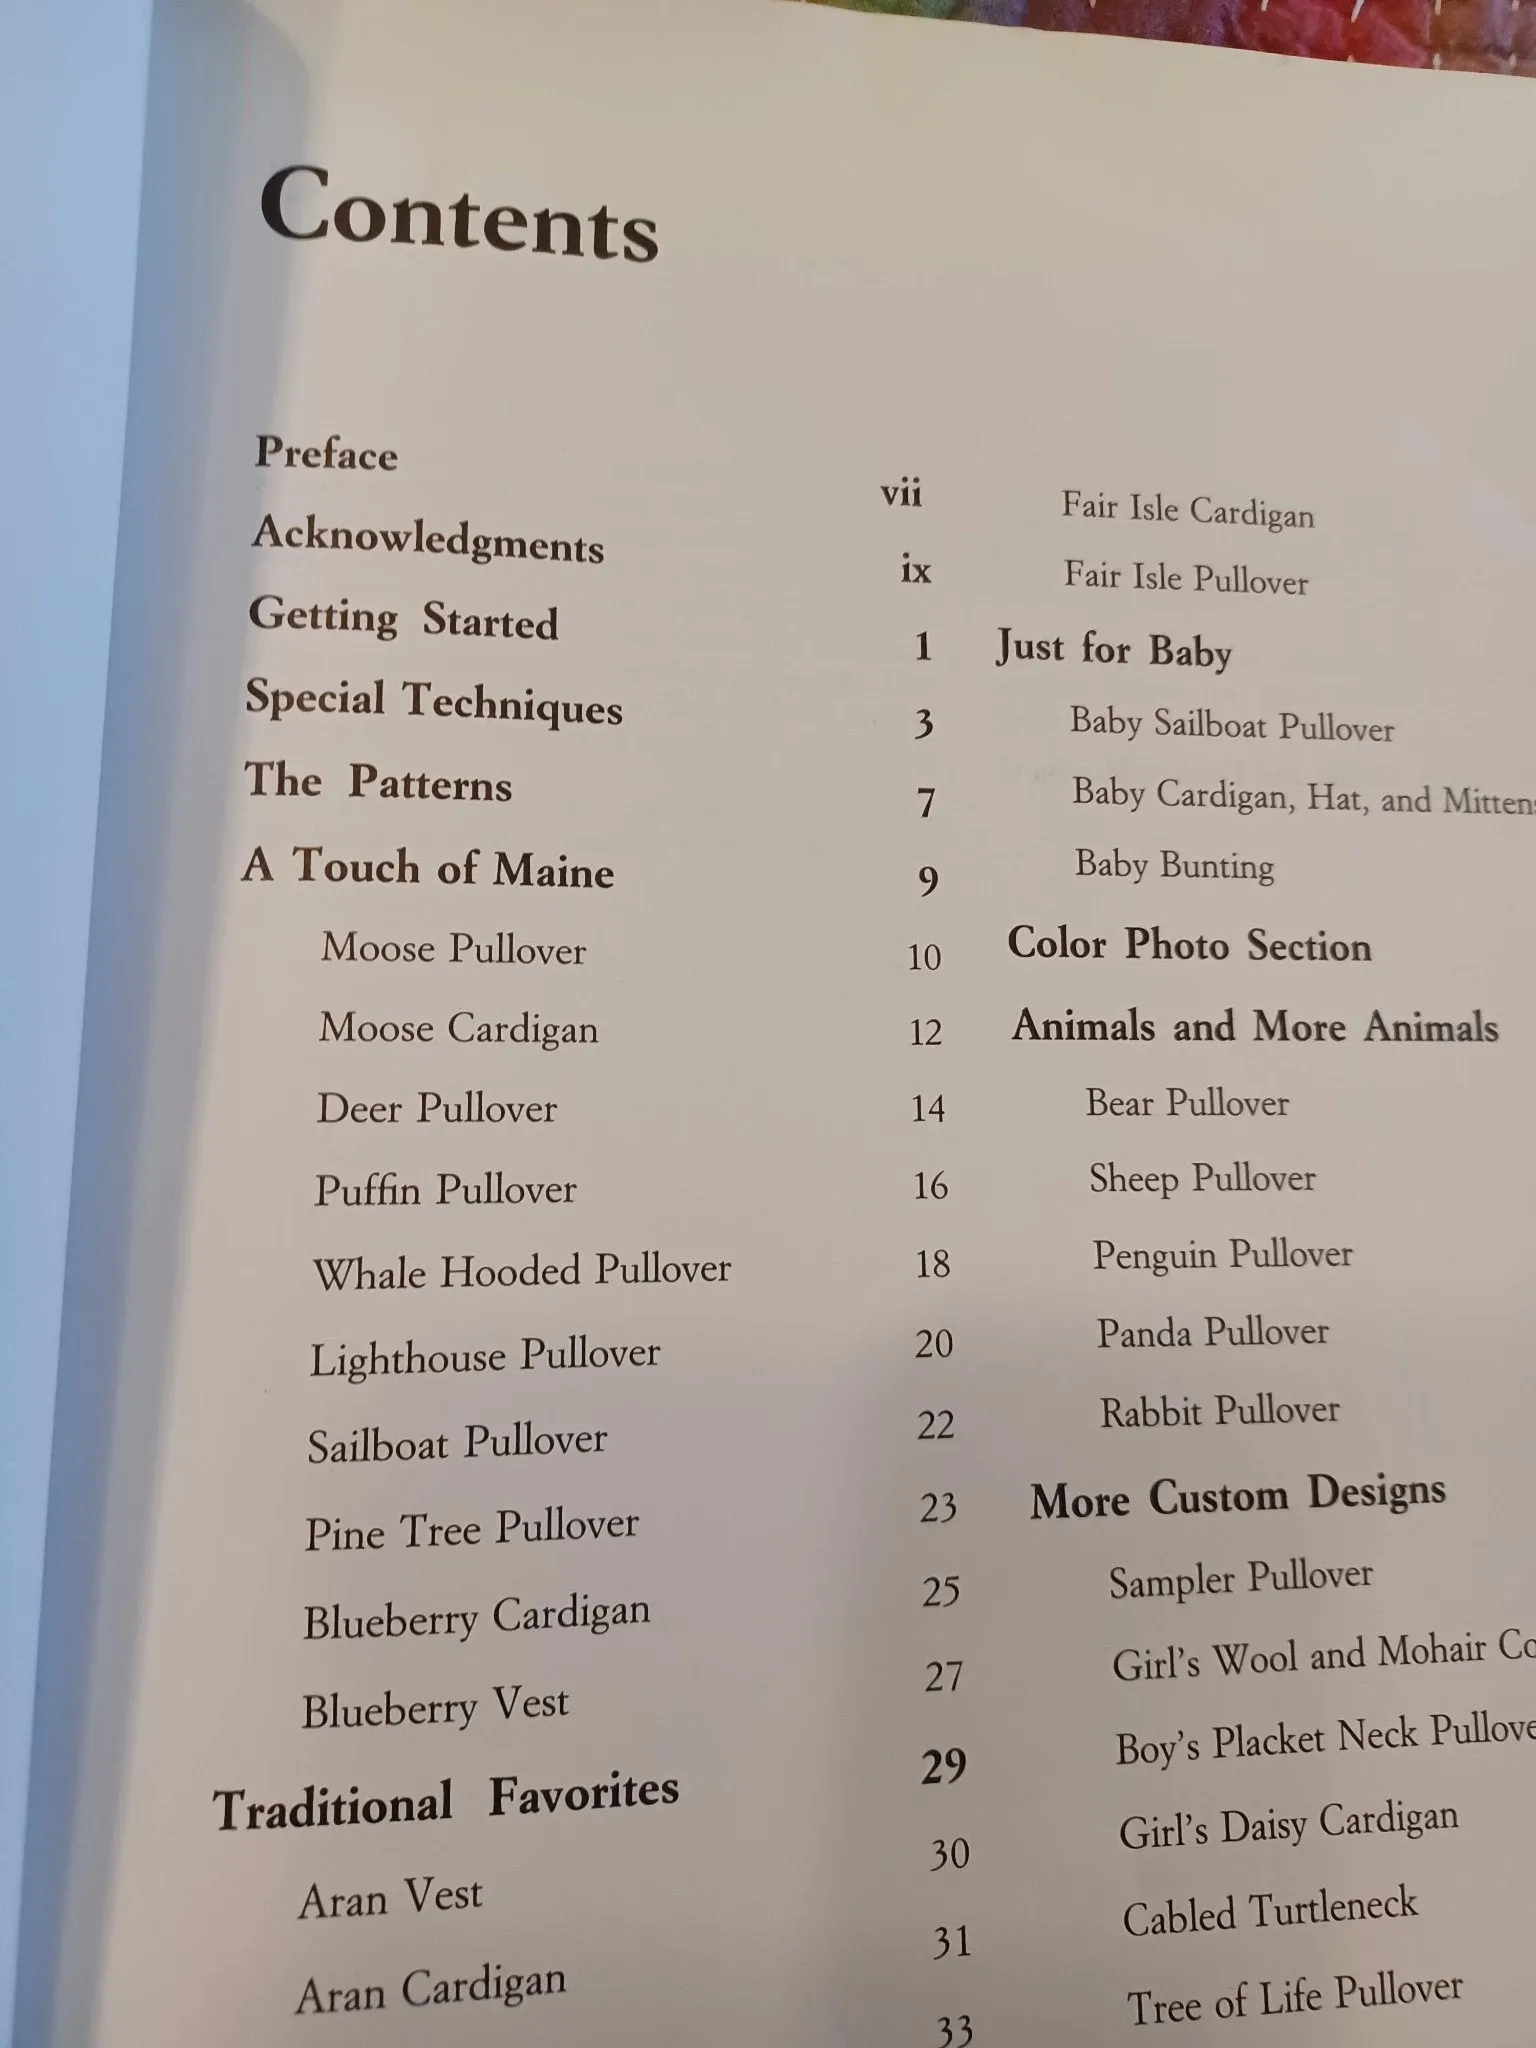 Contents
Preface vii
Acknowledgments ix
Getting Started 1
Special Techniques 3
The Patterns 7
A Touch of Maine 9
Moose Pullover 10
Moose Cardigan 12
Deer Pullover 14
Puffin Pullover 16
Whale Hooded Pullover 18
Lighthouse Pullover 20
Sailboat Pullover 22
Pine Tree Pullover 23
Blueberry Cardigan 25
Blueberry Vest 27
Traditional Favorites 29
Aran Vest 30
Aran Cardigan 31
33
Fair Isle Cardigan
Fair Isle Pullover
Just for Baby
Baby Sailboat Pullover
Baby Cardigan, Hat, and Mittens
Baby Bunting
Color Photo Section
Animals and More Animals
Bear Pullover
Sheep Pullover
Penguin Pullover
Panda Pullover
Rabbit Pullover
More Custom Designs
Sampler Pullover
Girl's Wool and Mohair Co
Boy's Placket Neck Pullove
Girl's Daisy Cardigan
Cabled Turtleneck
Tree of Life Pullover